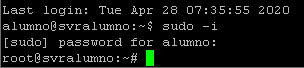 Last login: Tue Apr 28 07:35:55 2020
alumno@svralumno:~$ sudo -i
[sudo] password for alumno:
root@svralumno:~#